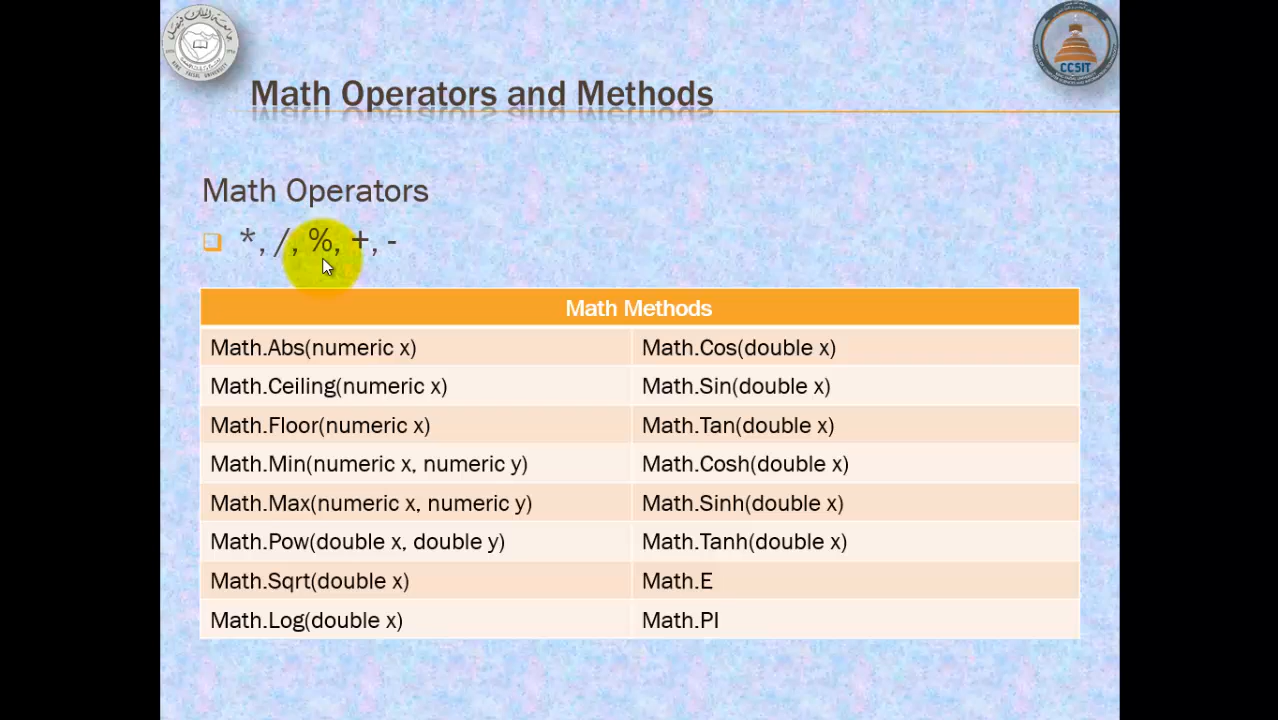 CCSIT
KING FAISAL UNIVERSITY
Math Operators and Methods
Math Operators
*, /, %, +, -
Math Methods
Math.Abs(numeric x)
Math.Cos(double x)
Math.Ceiling(numeric x)
Math.Sin(double x)
Math.Floor(numeric x)
Math.Tan(double x)
Math.Min(numeric x, numeric y)
Math.Cosh(double x)
Math.Max(numeric x, numeric y)
Math.Sinh(double x)
Math.Pow(double x, double y)
Math.Tanh(double x)
Math.Sqrt(double x)
Math.E
Math.Log(double x)
Math.PI